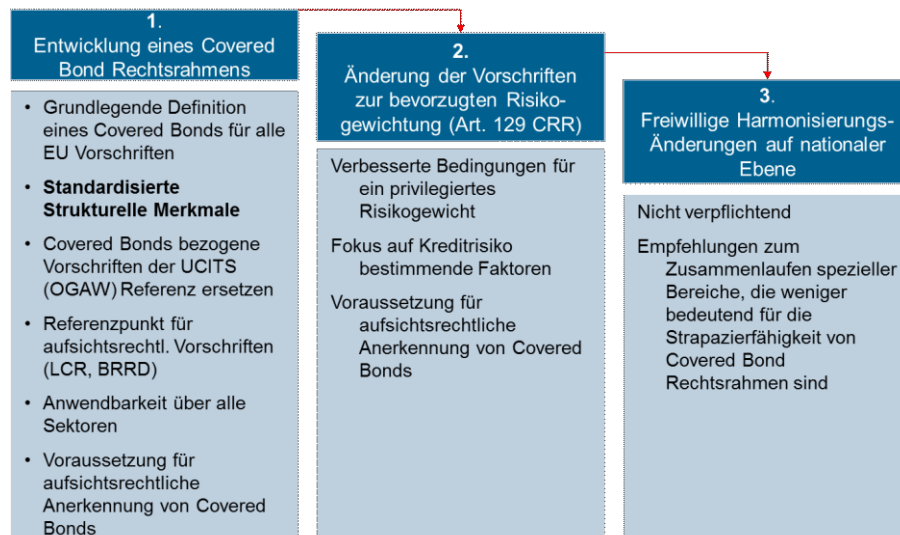 1.
Entwicklung eines Covered
Bond Rechtsrahmens
• Grundlegende Definition
eines Covered Bonds für alle
EU Vorschriften
• Standardisierte
Strukturelle Merkmale
• Covered Bonds bezogene
Vorschriften der UCITS
(OGAW) Referenz ersetzen
• Referenzpunkt für
aufsichtsrechtl. Vorschriften
(LCR, BRRD)
• Anwendbarkeit über alle
Sektoren
• Voraussetzung für
aufsichtsrechtliche
Anerkennung von Covered
Bonds
2.
Änderung der Vorschriften
zur bevorzugten Risiko-
gewichtung (Art. 129 CRR)
Verbesserte Bedingungen für
ein privilegiertes
Risikogewicht
Fokus auf Kreditrisiko
bestimmende Faktoren
Voraussetzung für
aufsichtsrechtliche
Anerkennung von Covered
Bonds
3.
Freiwillige Harmonisierungs-
Änderungen auf nationaler
Ebene
Nicht verpflichtend
Empfehlungen zum
Zusammenlaufen spezieller
Bereiche, die weniger
bedeutend für die
Strapazierfähigkeit von
Covered Bond
Rechtsrahmen sind